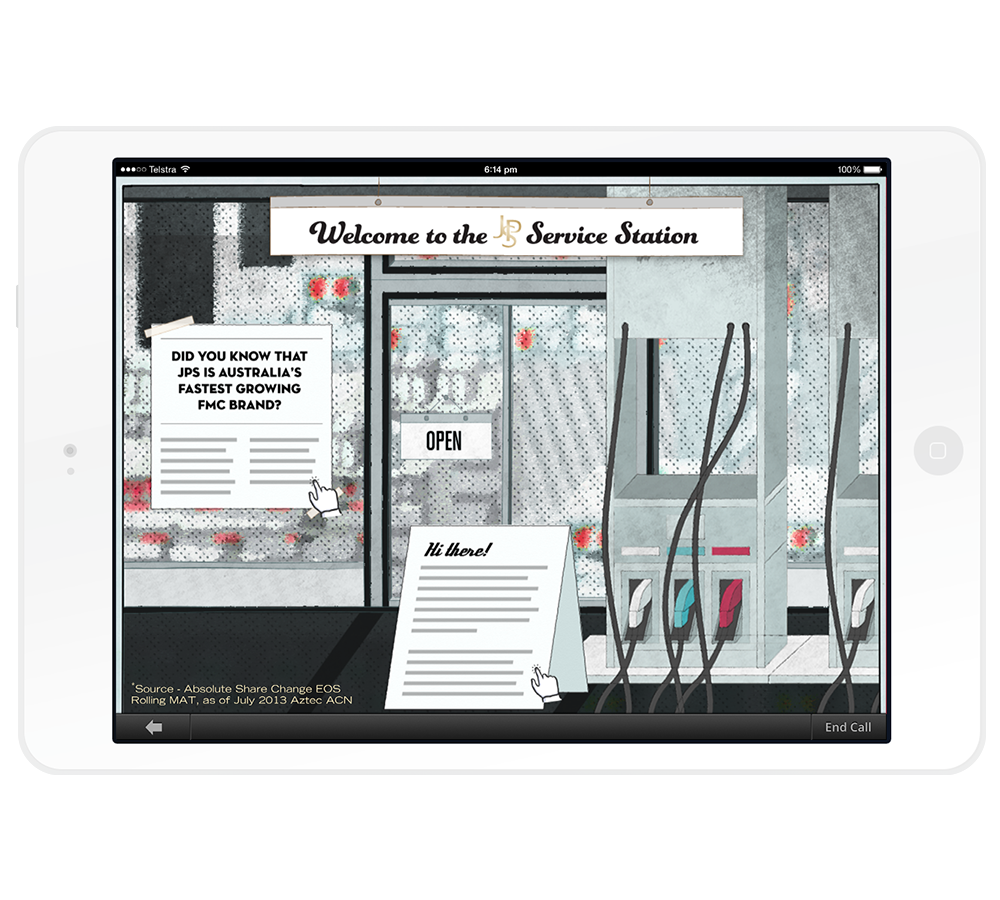 Telstra 6:14 pm 100%
Welcome to the JPS Service Station
DID YOU KNOW THAT
JPS IS AUSTRALIA'S
FASTEST GROWING
FMC BRAND?
OPEN
Hi there!
*Source - Absolute Share Change EOS
Rolling MAT, as of July 2013 Aztec ACN
End Call